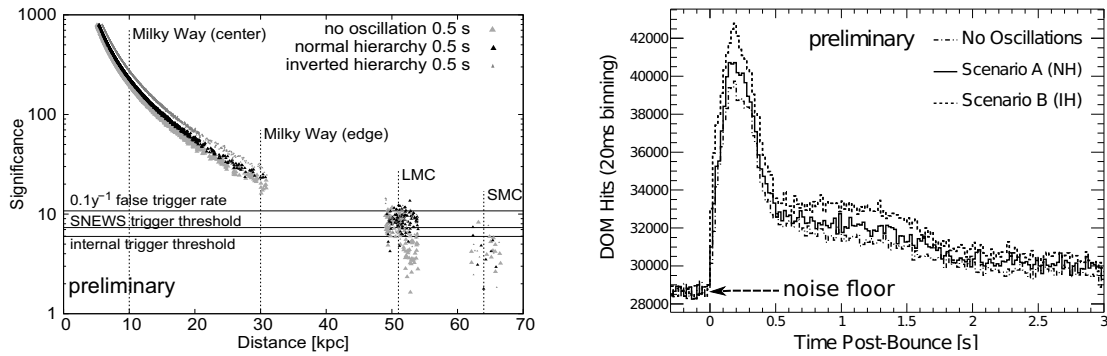 1000
100
10
1
Significance
Milky Way (center)
no oscillation 0.5 s
normal hierarchy 0.5 s
inverted hierarchy 0.5 s
Milky Way (edge)
LMC
SMC
0.1y⁻¹ false trigger rate
SNEWS trigger threshold
internal trigger threshold
preliminary
0 10 20 30 40 50 60 70
Distance [kpc]
DOM Hits (20ms binning)
42000
40000
38000
36000
34000
32000
30000
28000
preliminary
No Oscillations
Scenario A (NH)
Scenario B (IH)
noise floor
0 0.5 1 1.5 2 2.5 3
Time Post-Bounce [s]